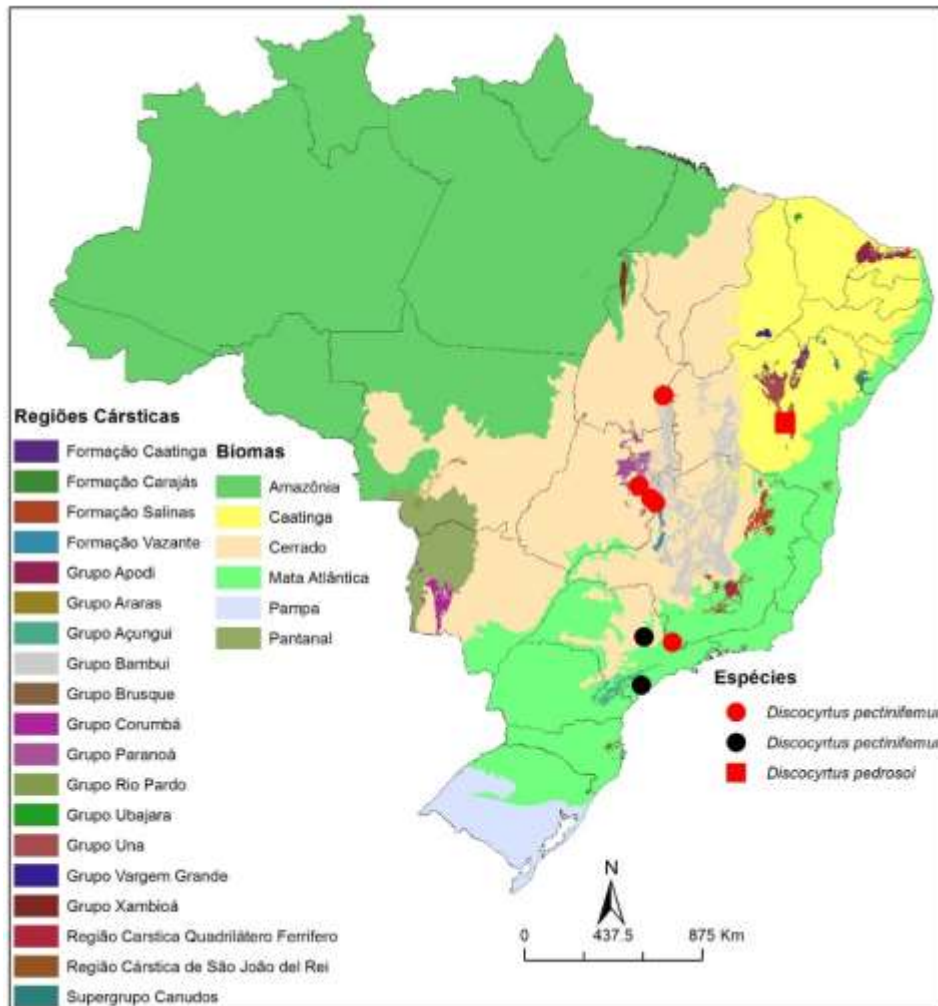 Regiões Cársticas
Formação Caatinga
Formação Carajás
Formação Salinas
Formação Vazante
Grupo Apodi
Grupo Araras
Grupo Açungui
Grupo Bambui
Grupo Brusque
Grupo Corumbá
Grupo Paranoá
Grupo Rio Pardo
Grupo Ubajara
Grupo Una
Grupo Vargem Grande
Grupo Xambioá
Região Carstica Quadrilátero Ferrífero
Região Cárstica de São João del Rei
Supergrupo Canudos
Biomas
Amazônia
Caatinga
Cerrado
Mata Atlântica
Pampa
Pantanal
Espécies
Discocyrtus pectinifemur
Discocyrtus pectinifemur
Discocyrtus pedrosoi
N
0 437.5 875 Km